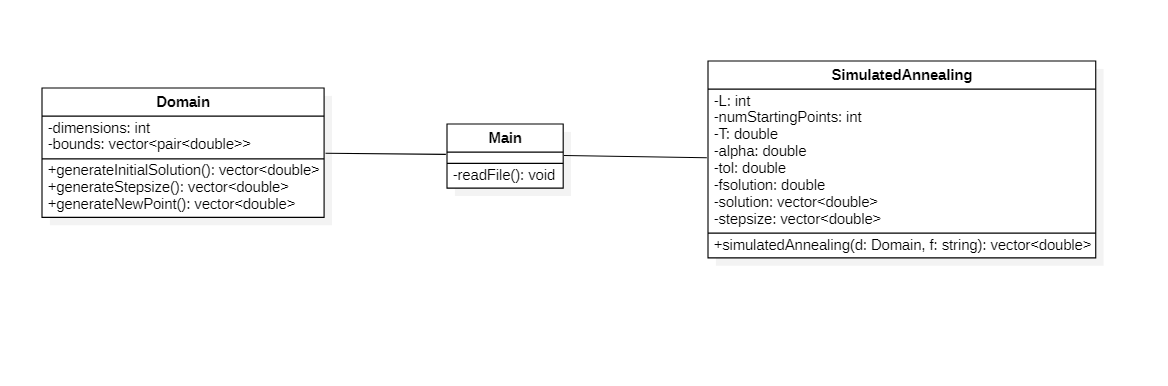 Domain
-dimensions: int
-bounds: vector<pair<double>>
+generateInitialSolution(): vector<double>
+generateStepsize(): vector<double>
+generateNewPoint(): vector<double>
Main
-readFile(): void
SimulatedAnnealing
-L: int
-numStartingPoints: int
-T: double
-alpha: double
-tol: double
-fsolution: double
-solution: vector<double>
-stepsize: vector<double>
+simulatedAnnealing(d: Domain, f: string): vector<double>